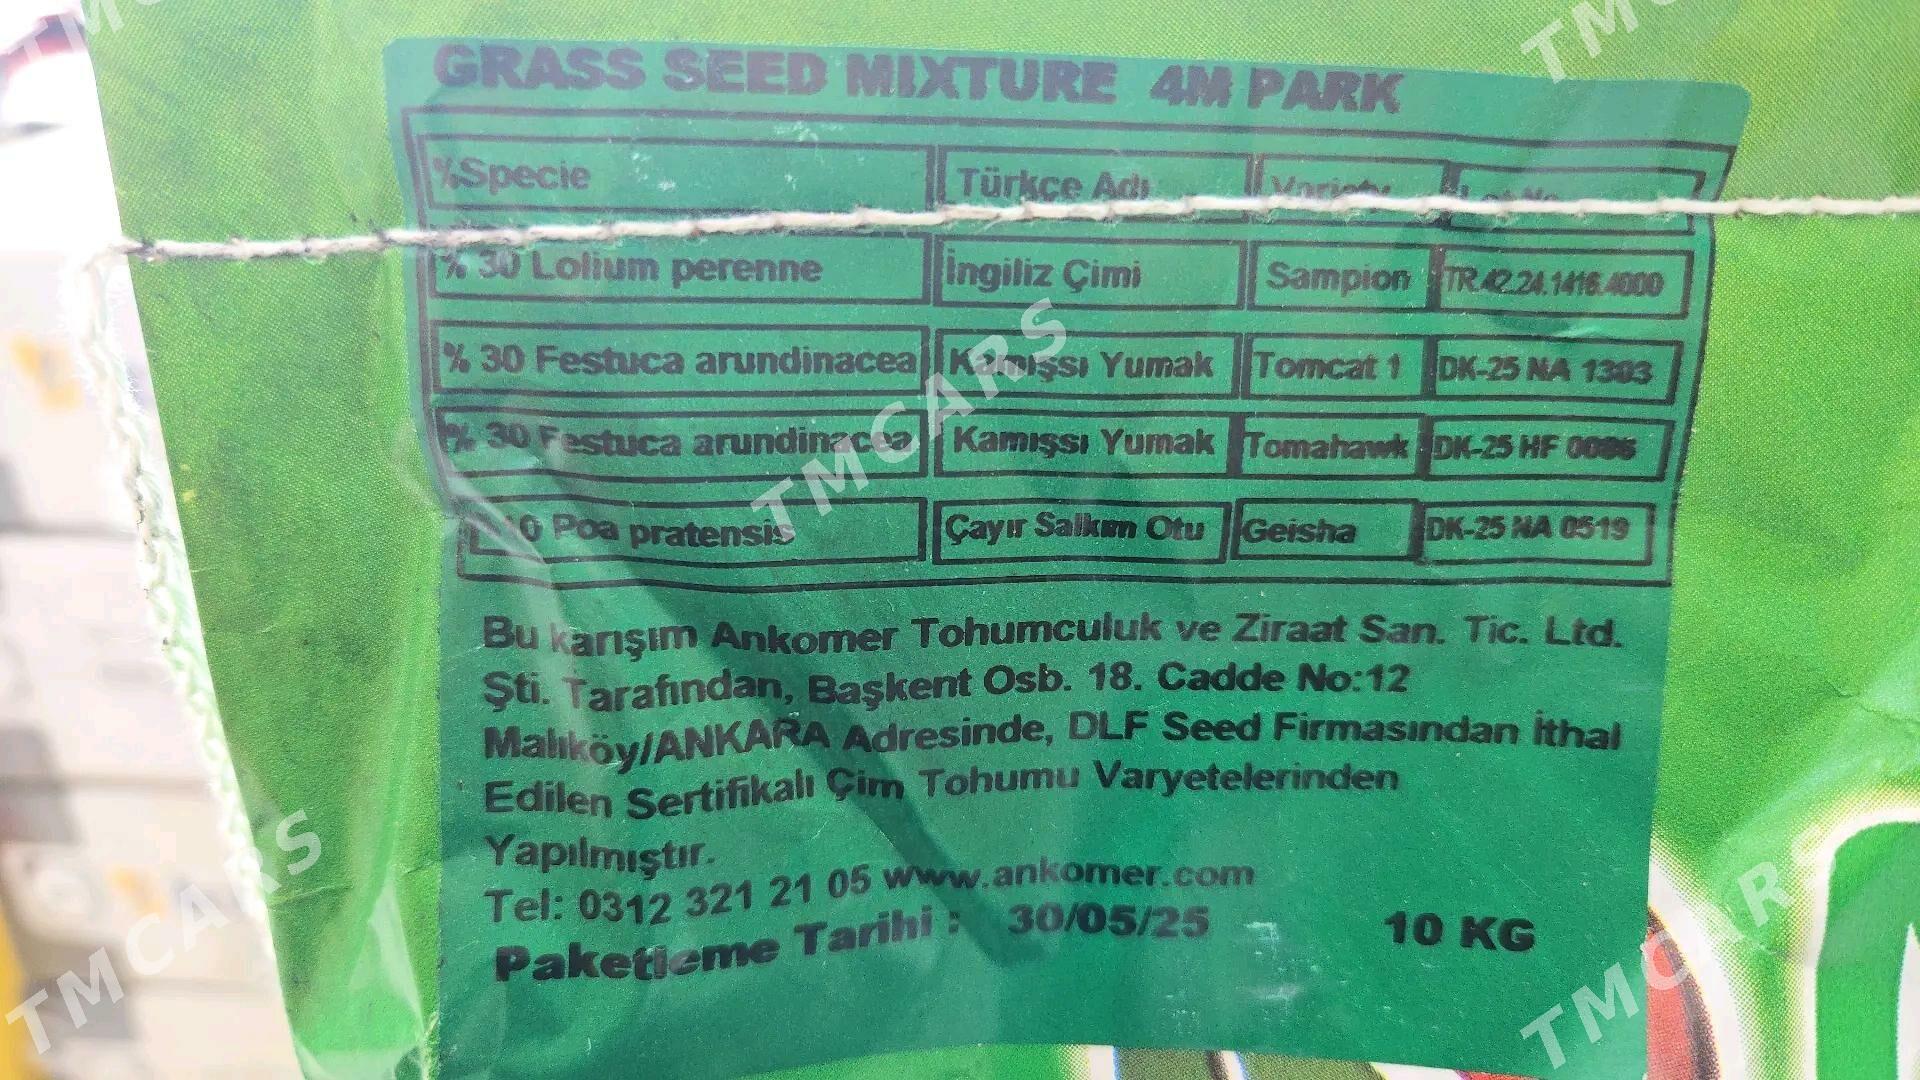 GRASS SEED MIXTURE 4M PARK
%Specie Türkçe Adı Variety Lot No
% 30 Lolium perenne İngiliz Çimi Sampion TR.42.24.1416.4000
% 30 Festuca arundinacea Kamışsı Yumak Tomcat 1 DK-25 NA 1303
% 30 Festuca arundinacea Kamışsı Yumak Tomahawk DK-25 HF
10 Poa pratensis Çayır Salkım Otu Geisha DK-25 NA 0519
Bu karışım Ankomer Tohumculuk ve Ziraat San. Tic. Ltd.
Şti. Tarafından, Başkent Osb. 18. Cadde No:12
Malıköy/ANKARA Adresinde, DLF Seed Firmasından İthal
Edilen Sertifikalı Çim Tohumu Varyetelerinden
Yapılmıştır.
Tel: 0312 321 21 05 www.ankomer.com
Paketleme Tarihi : 30/05/25 10 KG
TMCARS
TMCARS
TMCARS
TMCARS